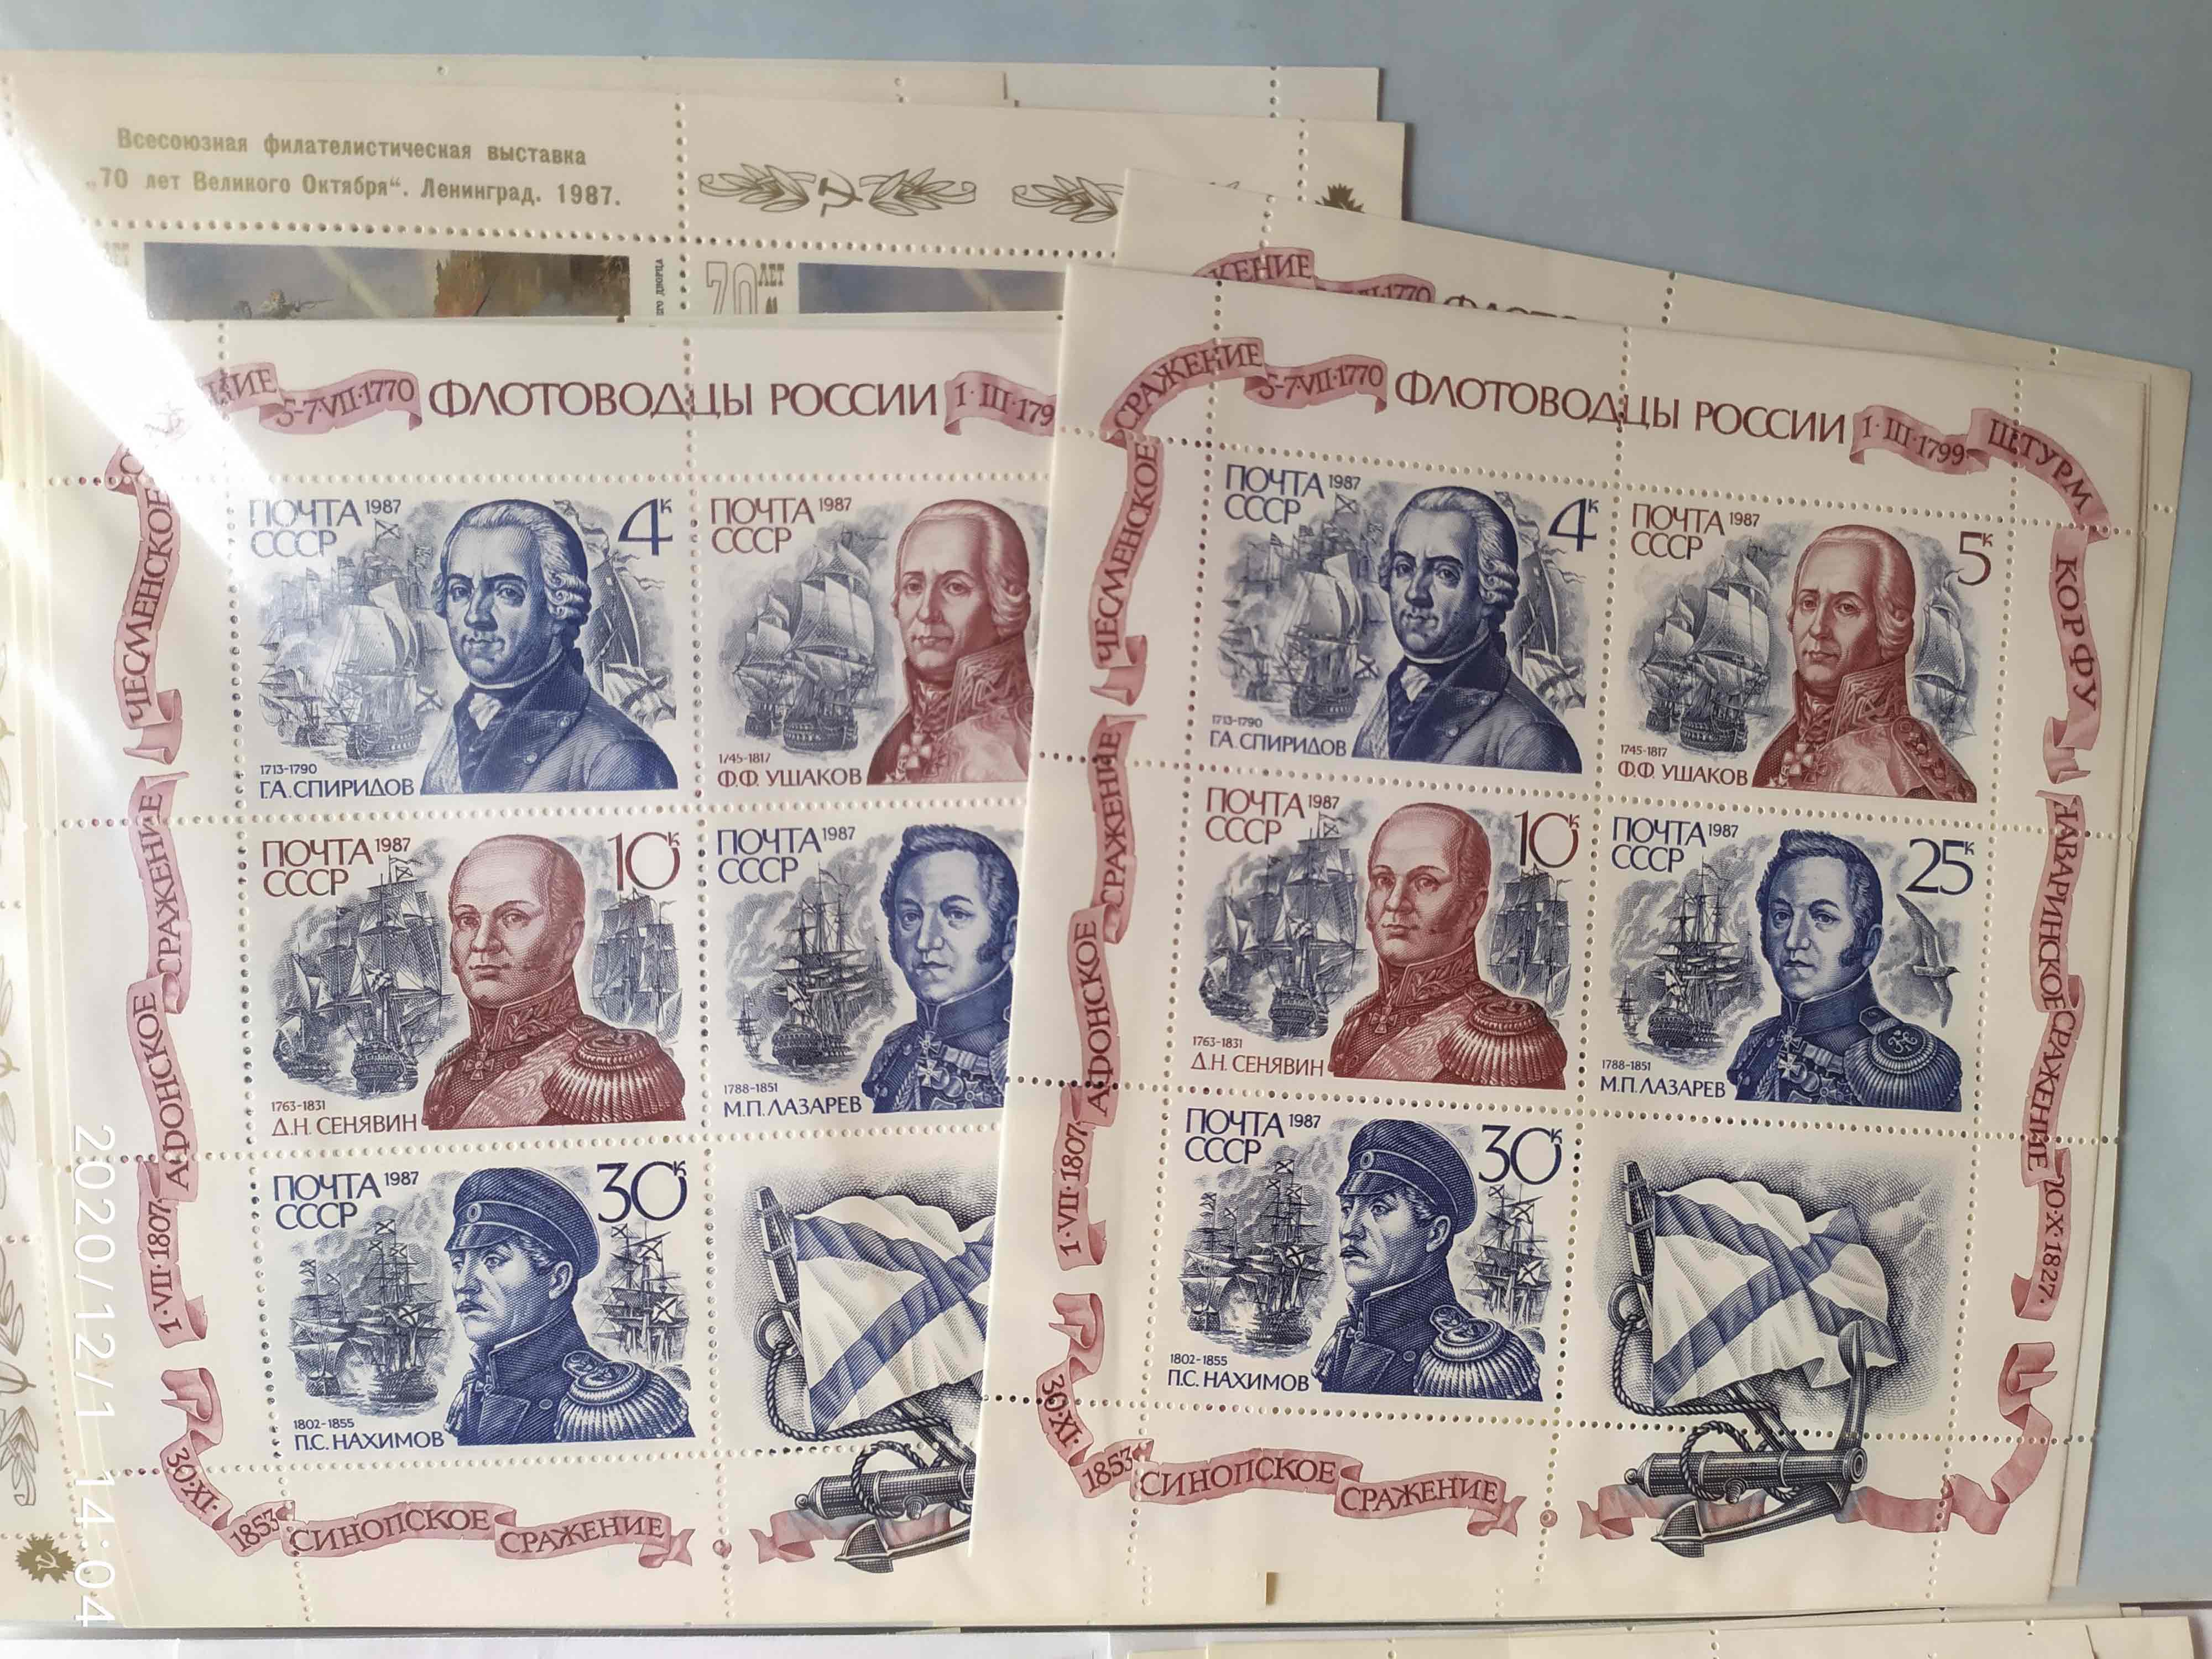 Всесоюзная филателистическая выставка
„70 лет Великого Октября“. Ленинград. 1987.
70 ЛЕТ
ФЛОТОВОДЦЫ РОССИИ
5-7·VII·1770
1·III·179
ЧЕСМЕНСКОЕ
АФОНСКОЕ СРАЖЕНИЕ
1·VII·1807
30·XI·
1853
СИНОПСКОЕ СРАЖЕНИЕ
ПОЧТА 1987
СССР
4К
1713-1790
Г.А. СПИРИДОВ
ПОЧТА 1987
СССР
1745-1817
Ф.Ф. УШАКОВ
ПОЧТА 1987
СССР
10К
1763-1831
Д.Н. СЕНЯВИН
ПОЧТА 1987
СССР
1788-1851
М.П. ЛАЗАРЕВ
ПОЧТА 1987
СССР
30К
1802-1855
П.С. НАХИМОВ
ФЛОТОВОДЦЫ РОССИИ
ЧЕСМЕНСКОЕ СРАЖЕНИЕ
5-7·VII·1770
1·III·1799
ШТУРМ
КОРФУ
НАВАРИНСКОЕ СРАЖЕНИЕ
20·X·1827·
АФОНСКОЕ СРАЖЕНИЕ
1·VII·1807
30·XI·
1853
СИНОПСКОЕ СРАЖЕНИЕ
ПОЧТА 1987
СССР
4К
1713-1790
Г.А. СПИРИДОВ
ПОЧТА 1987
СССР
5К
1745-1817
Ф.Ф. УШАКОВ
ПОЧТА 1987
СССР
10К
1763-1831
Д.Н. СЕНЯВИН
ПОЧТА 1987
СССР
25К
1788-1851
М.П. ЛАЗАРЕВ
ПОЧТА 1987
СССР
30К
1802-1855
П.С. НАХИМОВ
2020/12/1 14:04